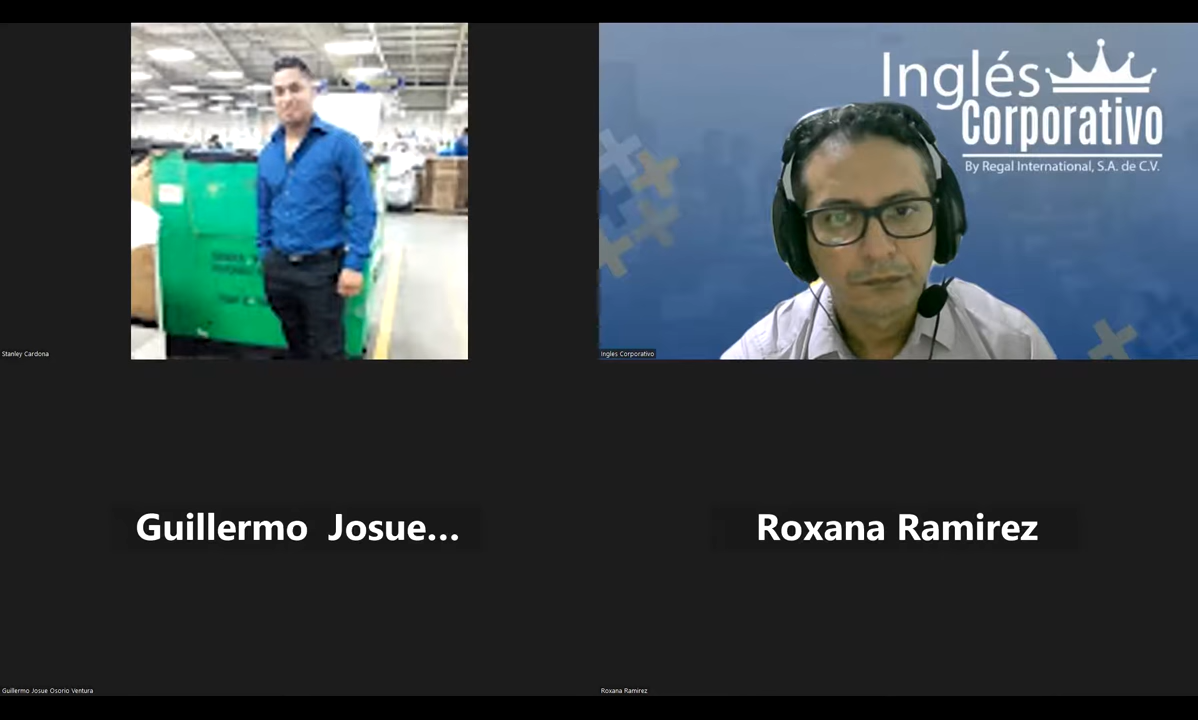 Inglés
Corporativo
By Regal International, S.A. de C.V.
Stanley Cardona
Ingles Corporativo
Guillermo Josue...
Roxana Ramirez
Guillermo Josue Osorio Ventura
Roxana Ramirez